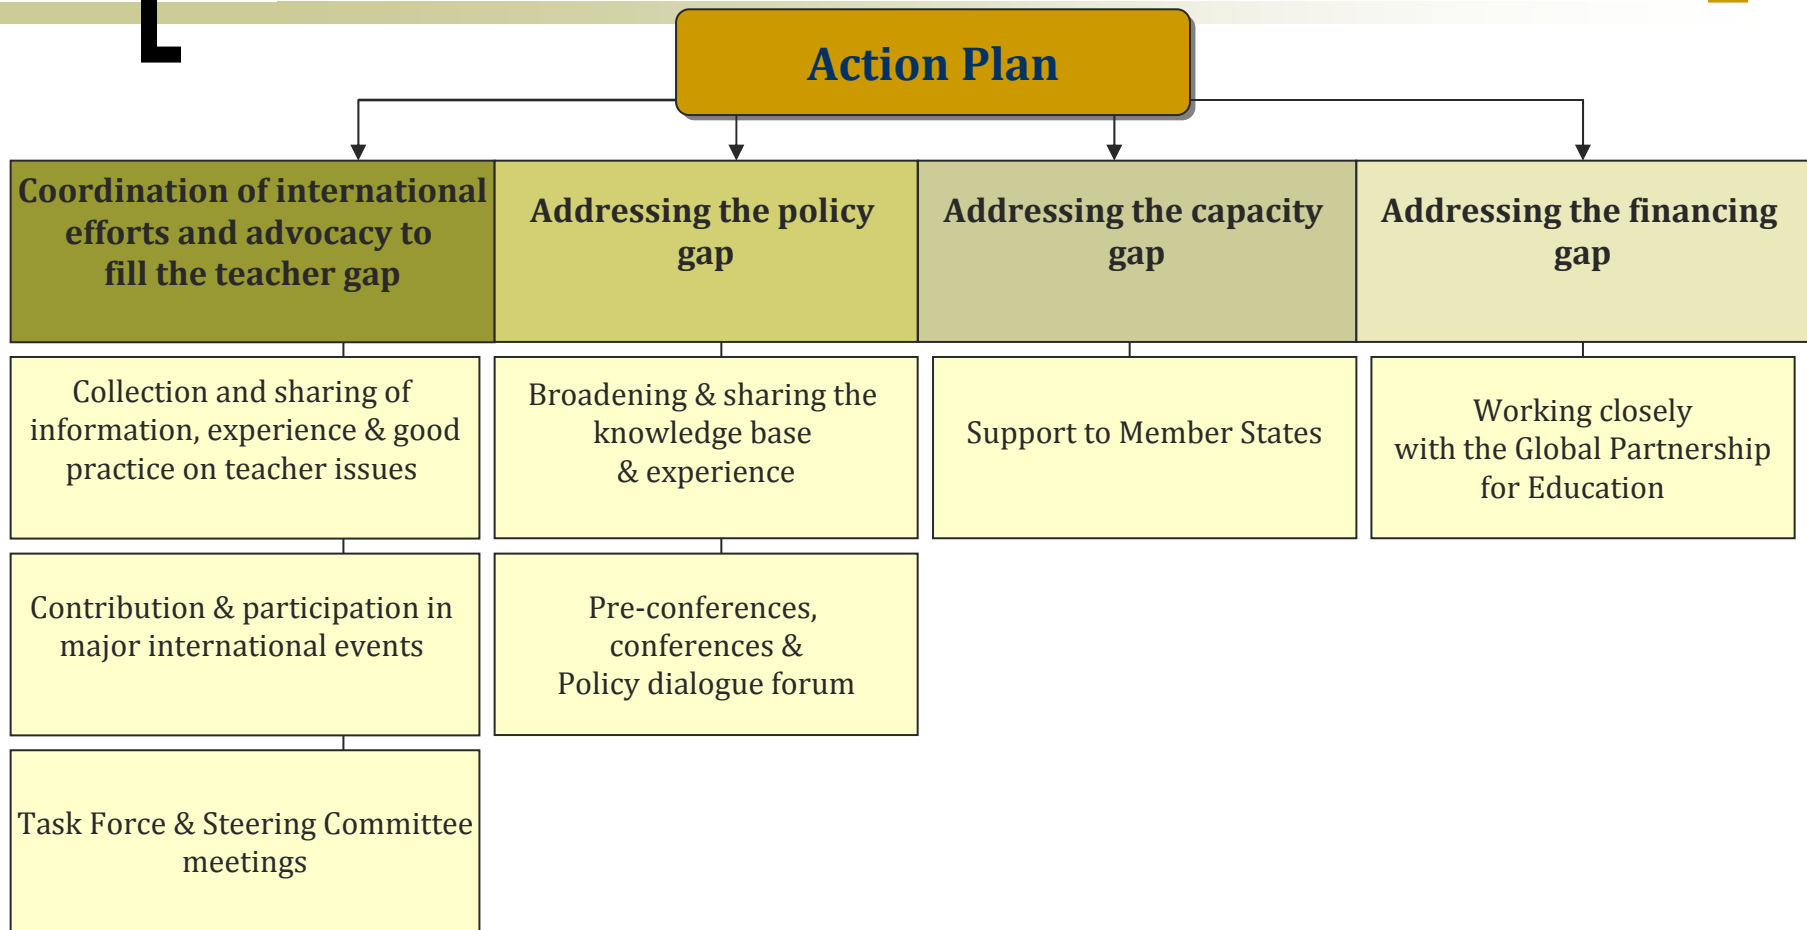 Action Plan
Coordination of international
efforts and advocacy to
fill the teacher gap
Addressing the policy
gap
Addressing the capacity
gap
Addressing the financing
gap
Collection and sharing of
information, experience & good
practice on teacher issues
Broadening & sharing the
knowledge base
& experience
Support to Member States
Working closely
with the Global Partnership
for Education
Contribution & participation in
major international events
Pre-conferences,
conferences &
Policy dialogue forum
Task Force & Steering Committee
meetings